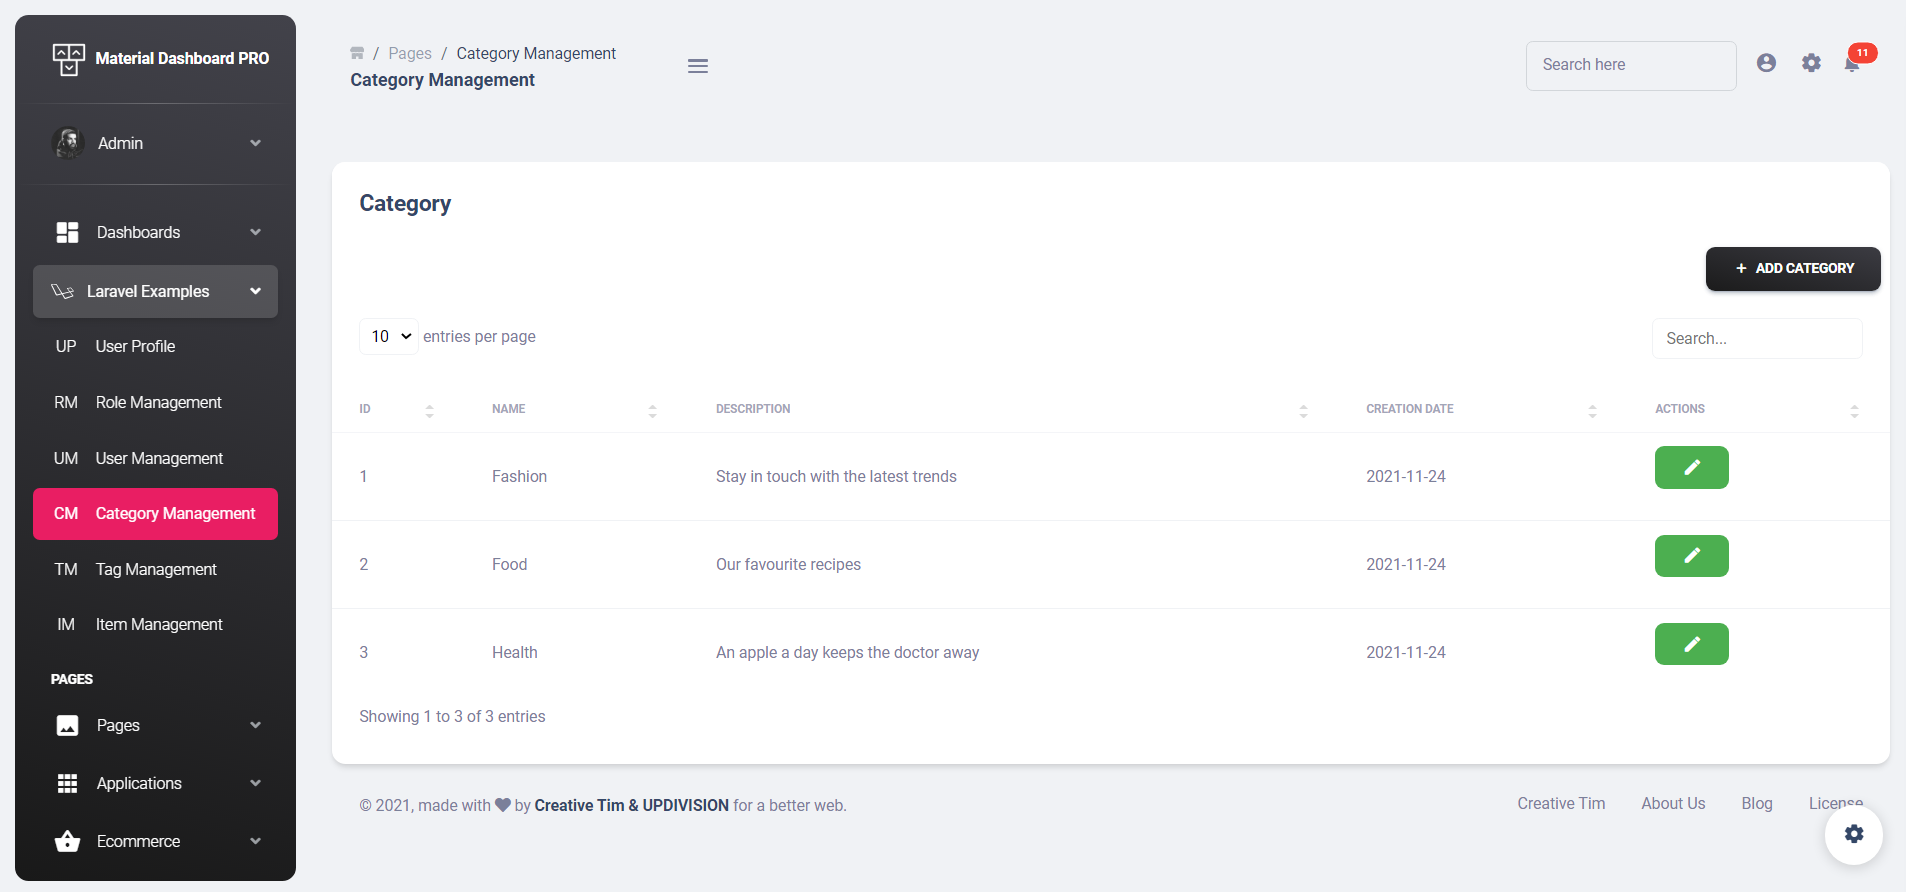 Material Dashboard PRO
Admin
Dashboards
Laravel Examples
UP User Profile
RM Role Management
UM User Management
CM Category Management
TM Tag Management
IM Item Management
PAGES
Pages
Applications
Ecommerce
/ Pages / Category Management
Category Management
Search here
11
Category
+ ADD CATEGORY
10 entries per page
Search...
ID NAME DESCRIPTION CREATION DATE ACTIONS
1 Fashion Stay in touch with the latest trends 2021-11-24
2 Food Our favourite recipes 2021-11-24
3 Health An apple a day keeps the doctor away 2021-11-24
Showing 1 to 3 of 3 entries
© 2021, made with by Creative Tim & UPDIVISION for a better web.
Creative Tim About Us Blog License